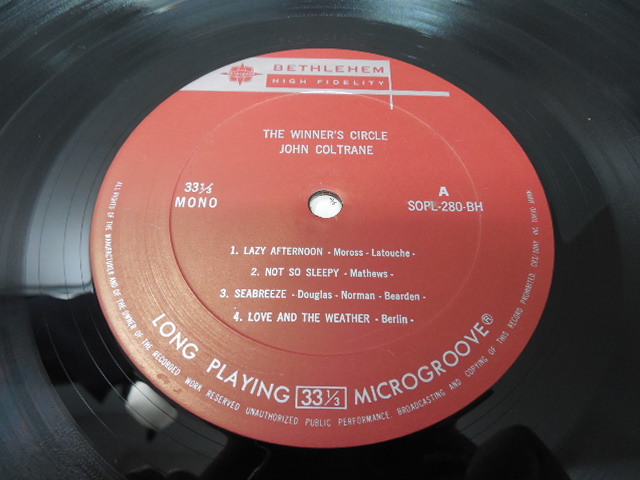 BETHLEHEM
HIGH FIDELITY
THE WINNER'S CIRCLE
JOHN COLTRANE
33⅓
MONO
A
SOPL-280-BH
1. LAZY AFTERNOON - Moross - Latouche -
2. NOT SO SLEEPY - Mathews -
3. SEABREEZE - Douglas - Norman - Bearden -
4. LOVE AND THE WEATHER - Berlin -
LONG PLAYING 33⅓ MICROGROOVE®
ALL RIGHTS OF THE MANUFACTURER AND OF THE OWNER OF THE RECORDED WORK RESERVED UNAUTHORIZED PUBLIC PERFORMANCE BROADCASTING AND COPYING OF THIS RECORD PROHIBITED